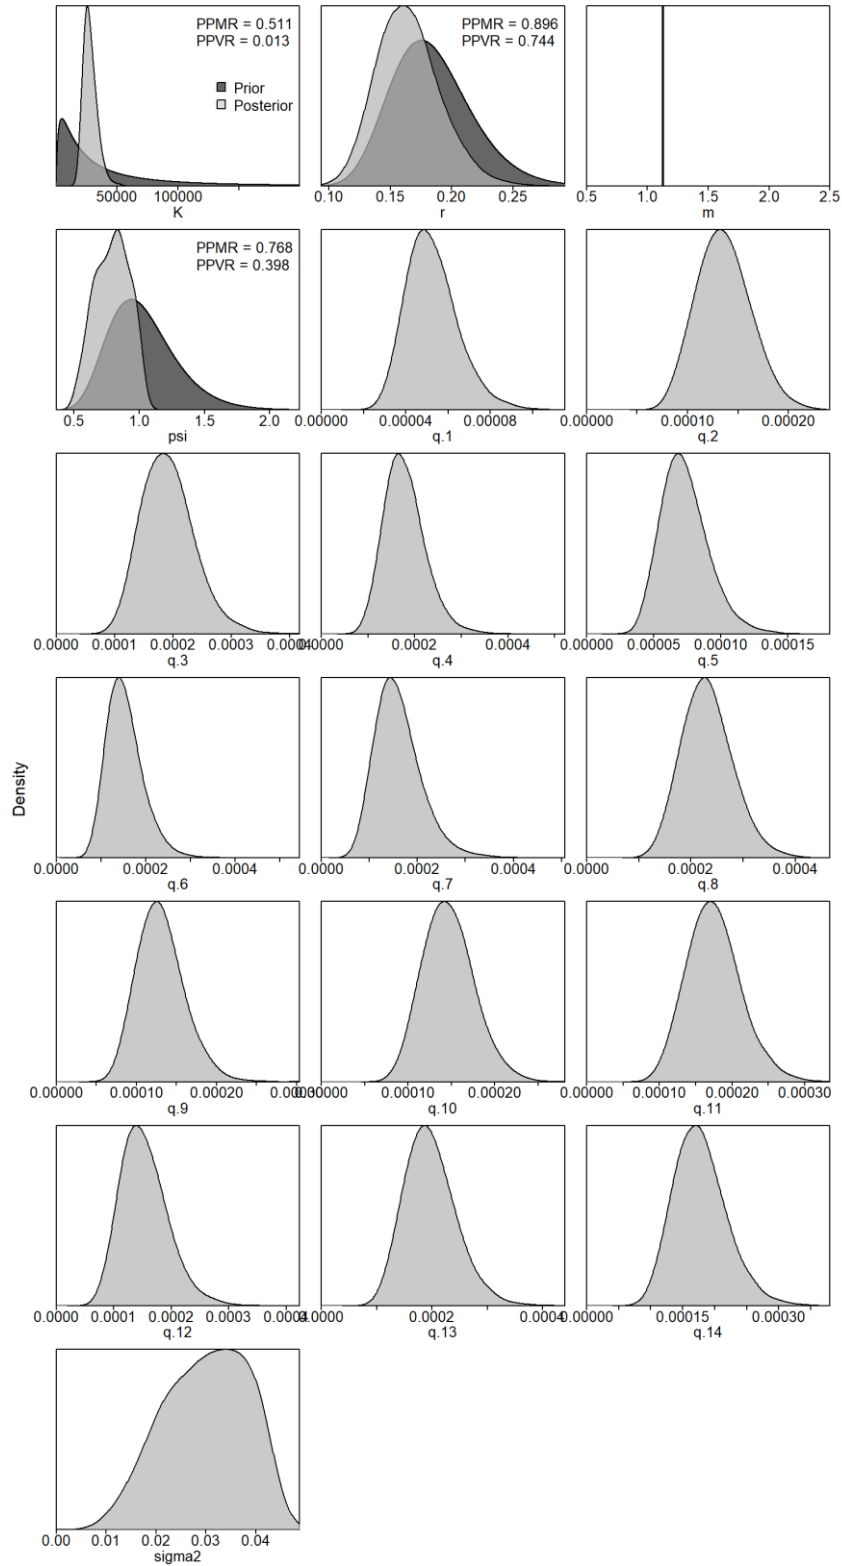 PPMR = 0.511
PPVR = 0.013
Prior
Posterior
50000 100000
K
PPMR = 0.896
PPVR = 0.744
0.10 0.15 0.20 0.25
r
0.5 1.0 1.5 2.0 2.5
m
PPMR = 0.768
PPVR = 0.398
0.5 1.0 1.5 2.0
psi
0.00000 0.00004 0.00008
q.1
0.00000 0.00010 0.00020
q.2
0.0000 0.0001 0.0002 0.0003 0.0004
q.3
0.0000 0.0002 0.0004
q.4
0.00000 0.00005 0.00010 0.00015
q.5
Density
0.0000 0.0002 0.0004
q.6
0.0000 0.0002 0.0004
q.7
0.0000 0.0002 0.0004
q.8
0.00000 0.00010 0.00020 0.00030
q.9
0.00000 0.00010 0.00020
q.10
0.00000 0.00010 0.00020 0.00030
q.11
0.0000 0.0001 0.0002 0.0003 0.0004
q.12
0.0000 0.0002 0.0004
q.13
0.00000 0.00015 0.00030
q.14
0.00 0.01 0.02 0.03 0.04
sigma2